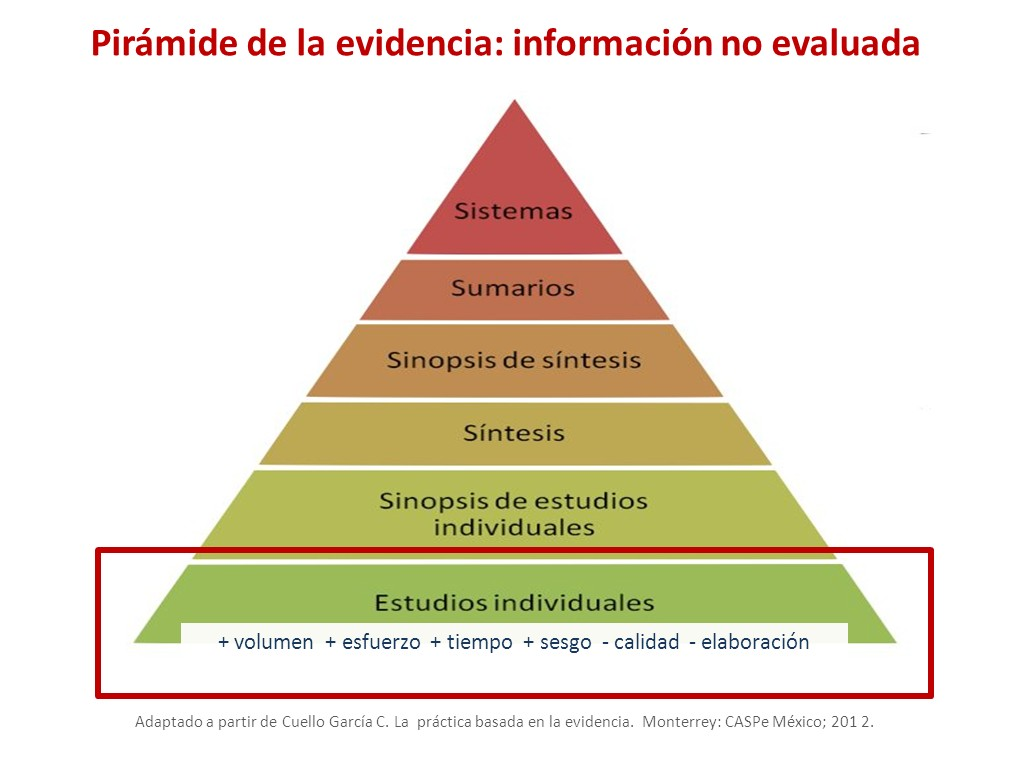 Pirámide de la evidencia: información no evaluada
Sistemas
Sumarios
Sinopsis de síntesis
Síntesis
Sinopsis de estudios
individuales
Estudios individuales
+ volumen + esfuerzo + tiempo + sesgo - calidad - elaboración
Adaptado a partir de Cuello García C. La práctica basada en la evidencia. Monterrey: CASPe México; 201 2.